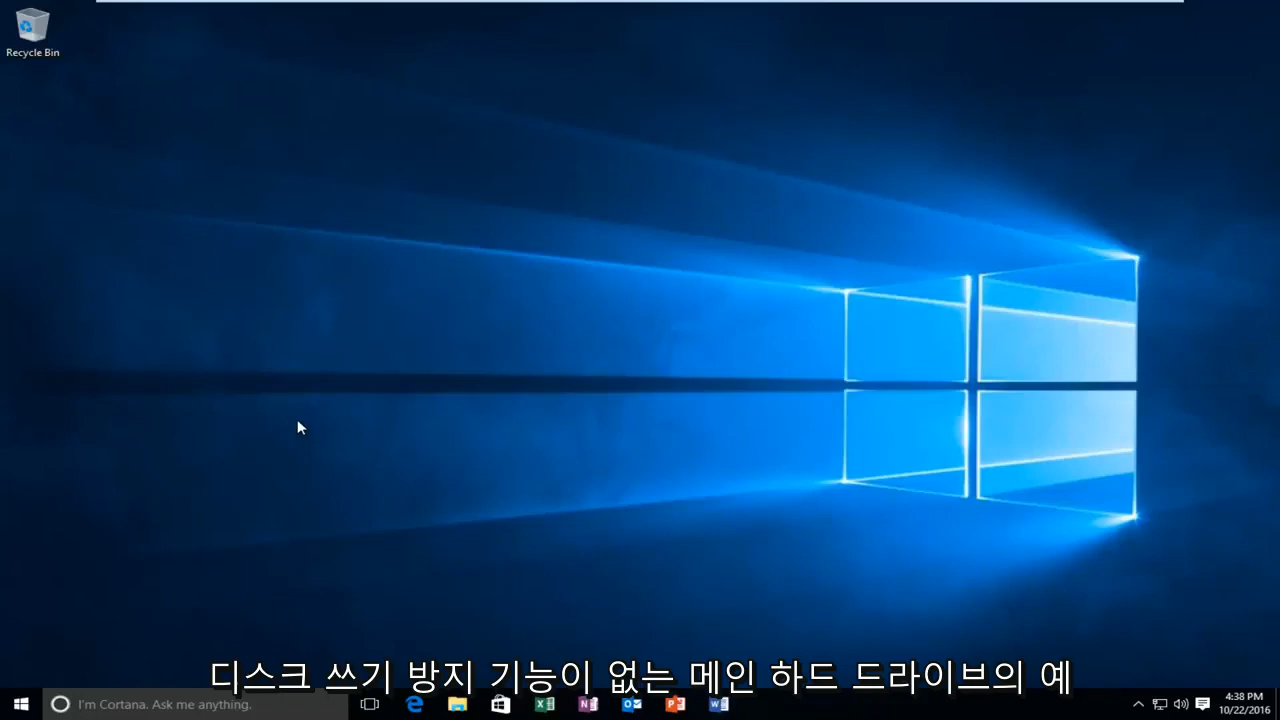 Recycle Bin
디스크 쓰기 방지 기능이 없는 메인 하드 드라이브의 예
I'm Cortana. Ask me anything.
4:38 PM
10/22/2016